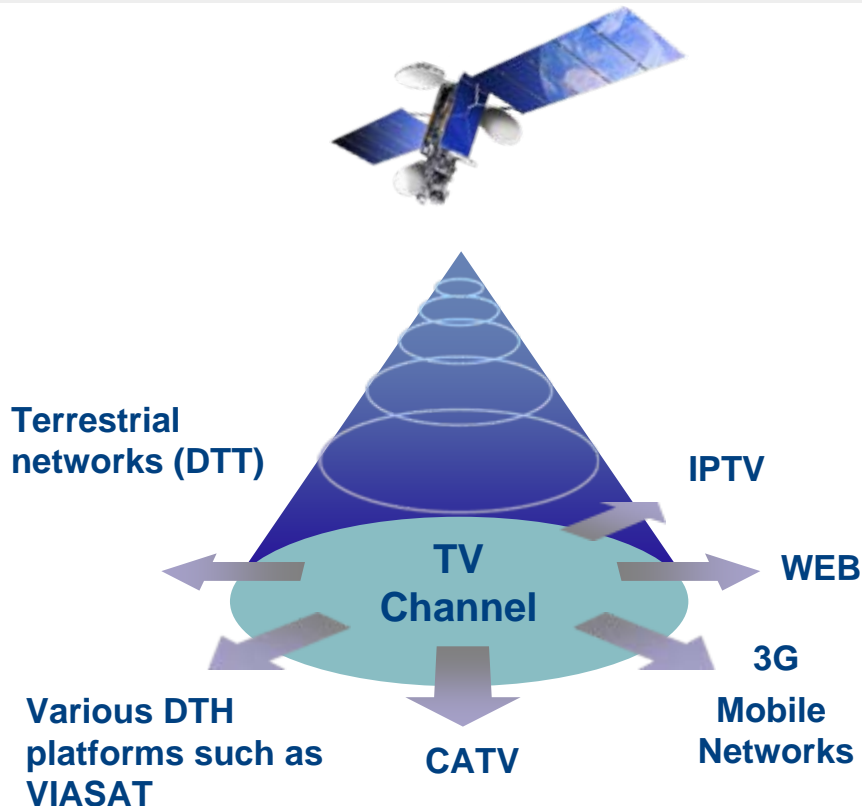 Terrestrial
networks (DTT)
IPTV
TV
Channel
WEB
3G
Mobile
Networks
Various DTH
platforms such as
VIASAT
CATV